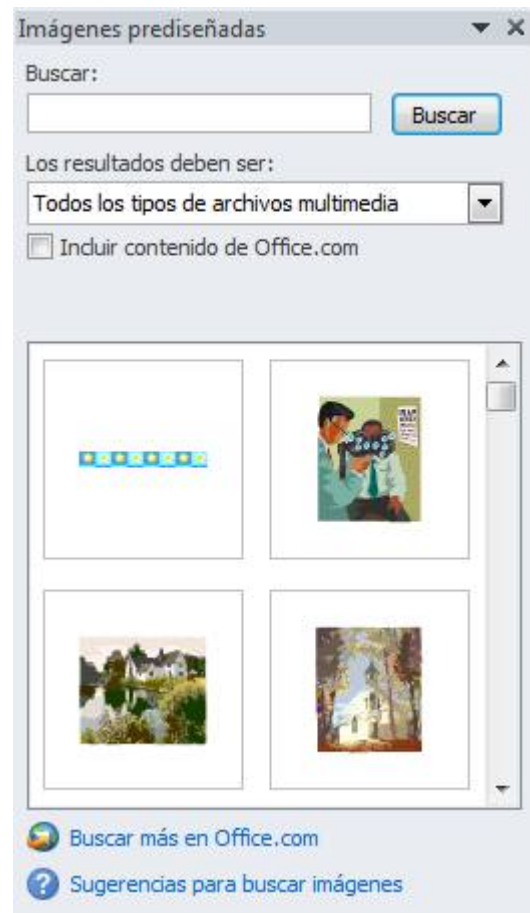 Imágenes prediseñadas
Buscar:
Buscar
Los resultados deben ser:
Todos los tipos de archivos multimedia
Incluir contenido de Office.com
Buscar más en Office.com
Sugerencias para buscar imágenes